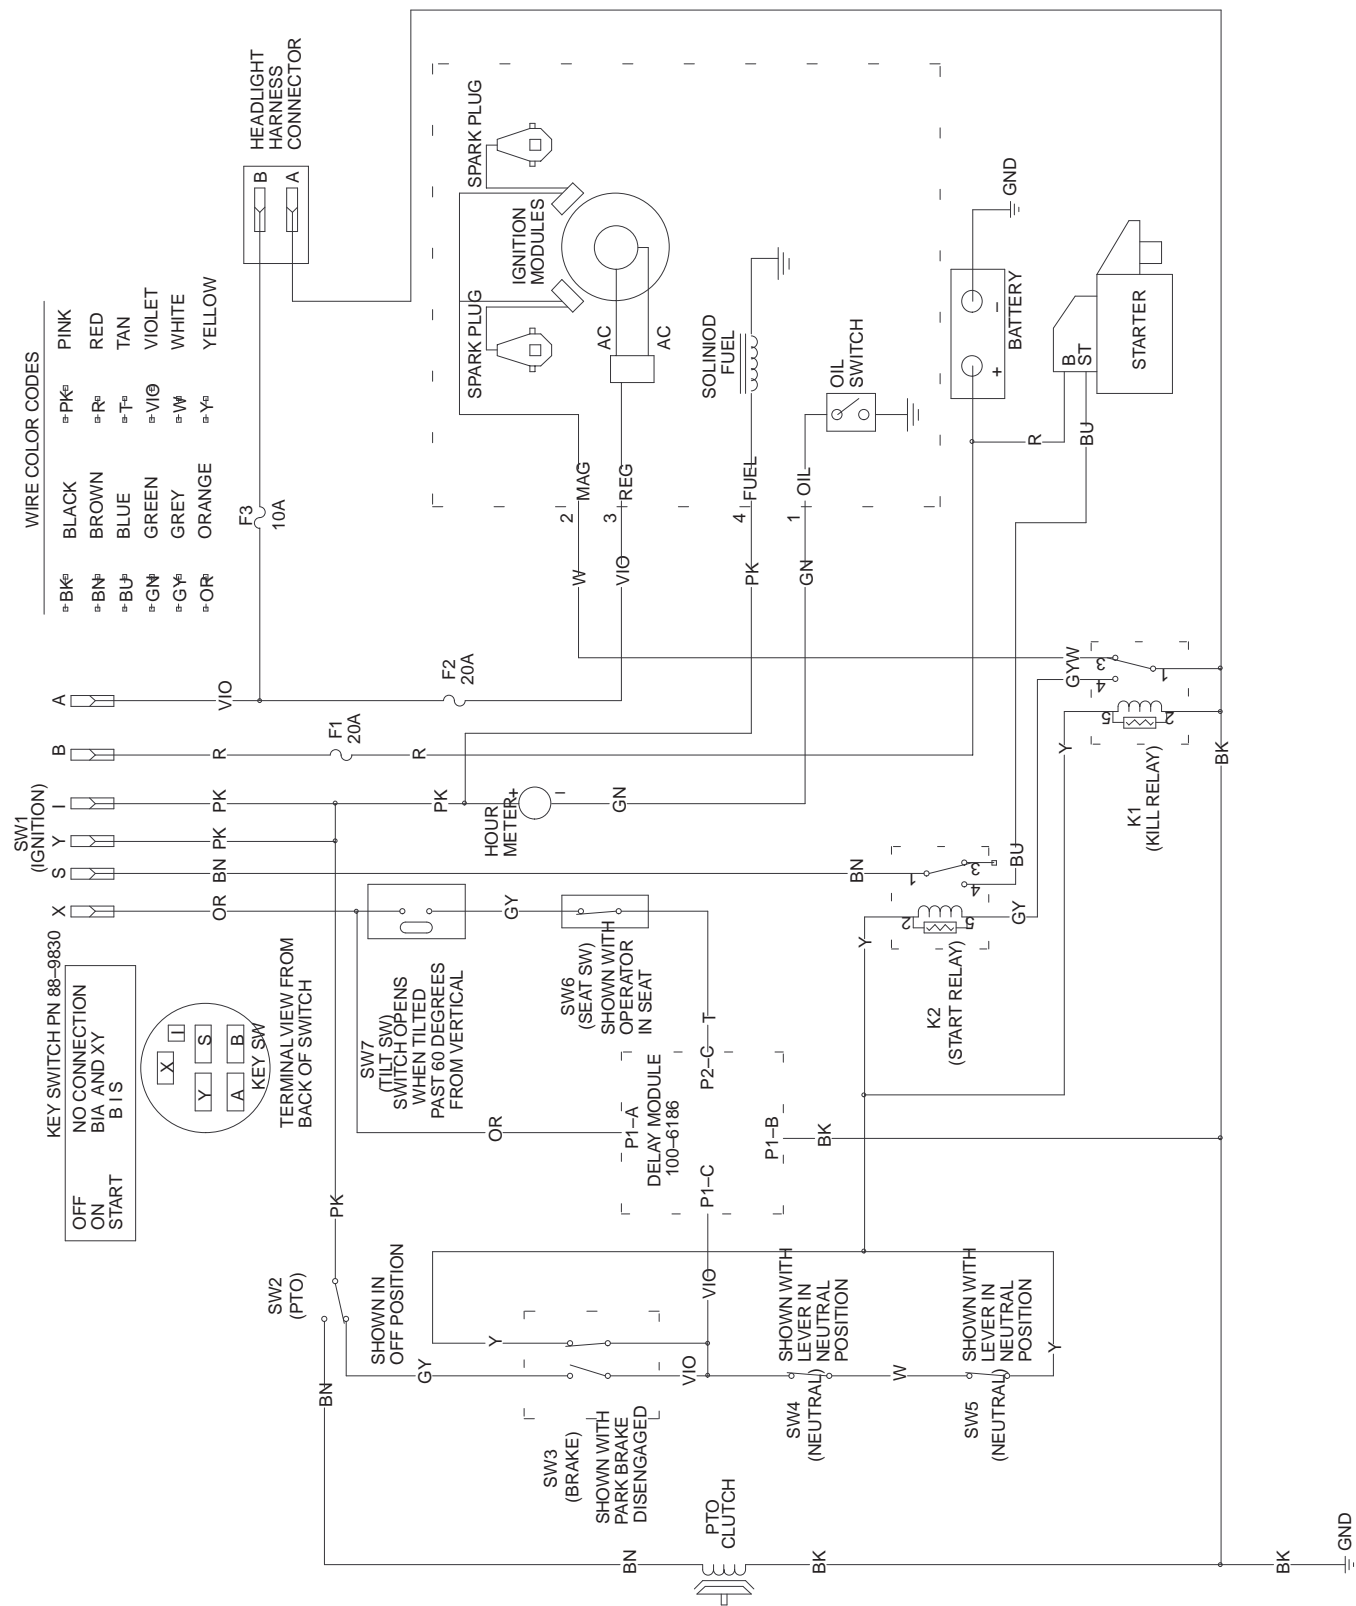 WIRE COLOR CODES
BK BLACK PK PINK
BN BROWN R RED
BU BLUE T TAN
GN GREEN VIO VIOLET
GY GREY W WHITE
OR ORANGE Y YELLOW
HEADLIGHT
HARNESS
CONNECTOR
B
A
F3
10A
SW1
(IGNITION)
A
B
I
Y
S
X
VIO
R
PK
PK
BN
OR
F1
20A
R
F2
20A
PK
HOUR
METER
+
–
GN
SPARK PLUG
SPARK PLUG
IGNITION
MODULES
AC
AC
SOLINIOD
FUEL
OIL
SWITCH
MAG
REG
FUEL
OIL
2
3
4
1
W
VIO
PK
GN
BATTERY
+
–
GND
B
ST
STARTER
R
BU
KEY SWITCH PN 88–9830
OFF NO CONNECTION
ON BIA AND XY
START B I S
I
X
S
Y
B
A
KEY SW
TERMINAL VIEW FROM
BACK OF SWITCH
SW7
(TILT SW)
SWITCH OPENS
WHEN TILTED
PAST 60 DEGREES
FROM VERTICAL
GY
SW6
(SEAT SW)
SHOWN WITH
OPERATOR
IN SEAT
T
OR
P1–A
P2–C
DELAY MODULE
100–6186
P1–C
P1–B
BK
BN
1
3
4
2
5
BU
GY
Y
K2
(START RELAY)
GY
W
3
4
1
5
2
Y
BK
K1
(KILL RELAY)
PK
SW2
(PTO)
SHOWN IN
OFF POSITION
BN
GY
Y
VIO
VIO
SW3
(BRAKE)
SHOWN WITH
PARK BRAKE
DISENGAGED
SHOWN WITH
LEVER IN
NEUTRAL
POSITION
SW4
(NEUTRAL)
W
SHOWN WITH
LEVER IN
NEUTRAL
POSITION
SW5
(NEUTRAL)
Y
BN
PTO
CLUTCH
BK
BK
GND